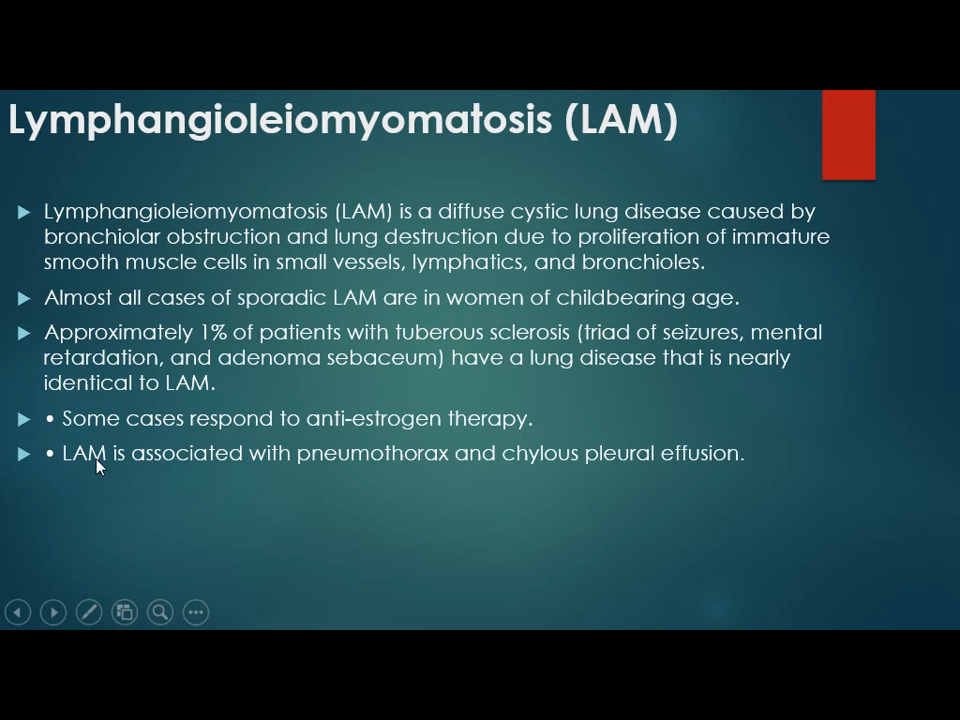 Lymphangioleiomyomatosis (LAM)
Lymphangioleiomyomatosis (LAM) is a diffuse cystic lung disease caused by
bronchiolar obstruction and lung destruction due to proliferation of immature
smooth muscle cells in small vessels, lymphatics, and bronchioles.
Almost all cases of sporadic LAM are in women of childbearing age.
Approximately 1% of patients with tuberous sclerosis (triad of seizures, mental
retardation, and adenoma sebaceum) have a lung disease that is nearly
identical to LAM.
• Some cases respond to anti-estrogen therapy.
• LAM is associated with pneumothorax and chylous pleural effusion.